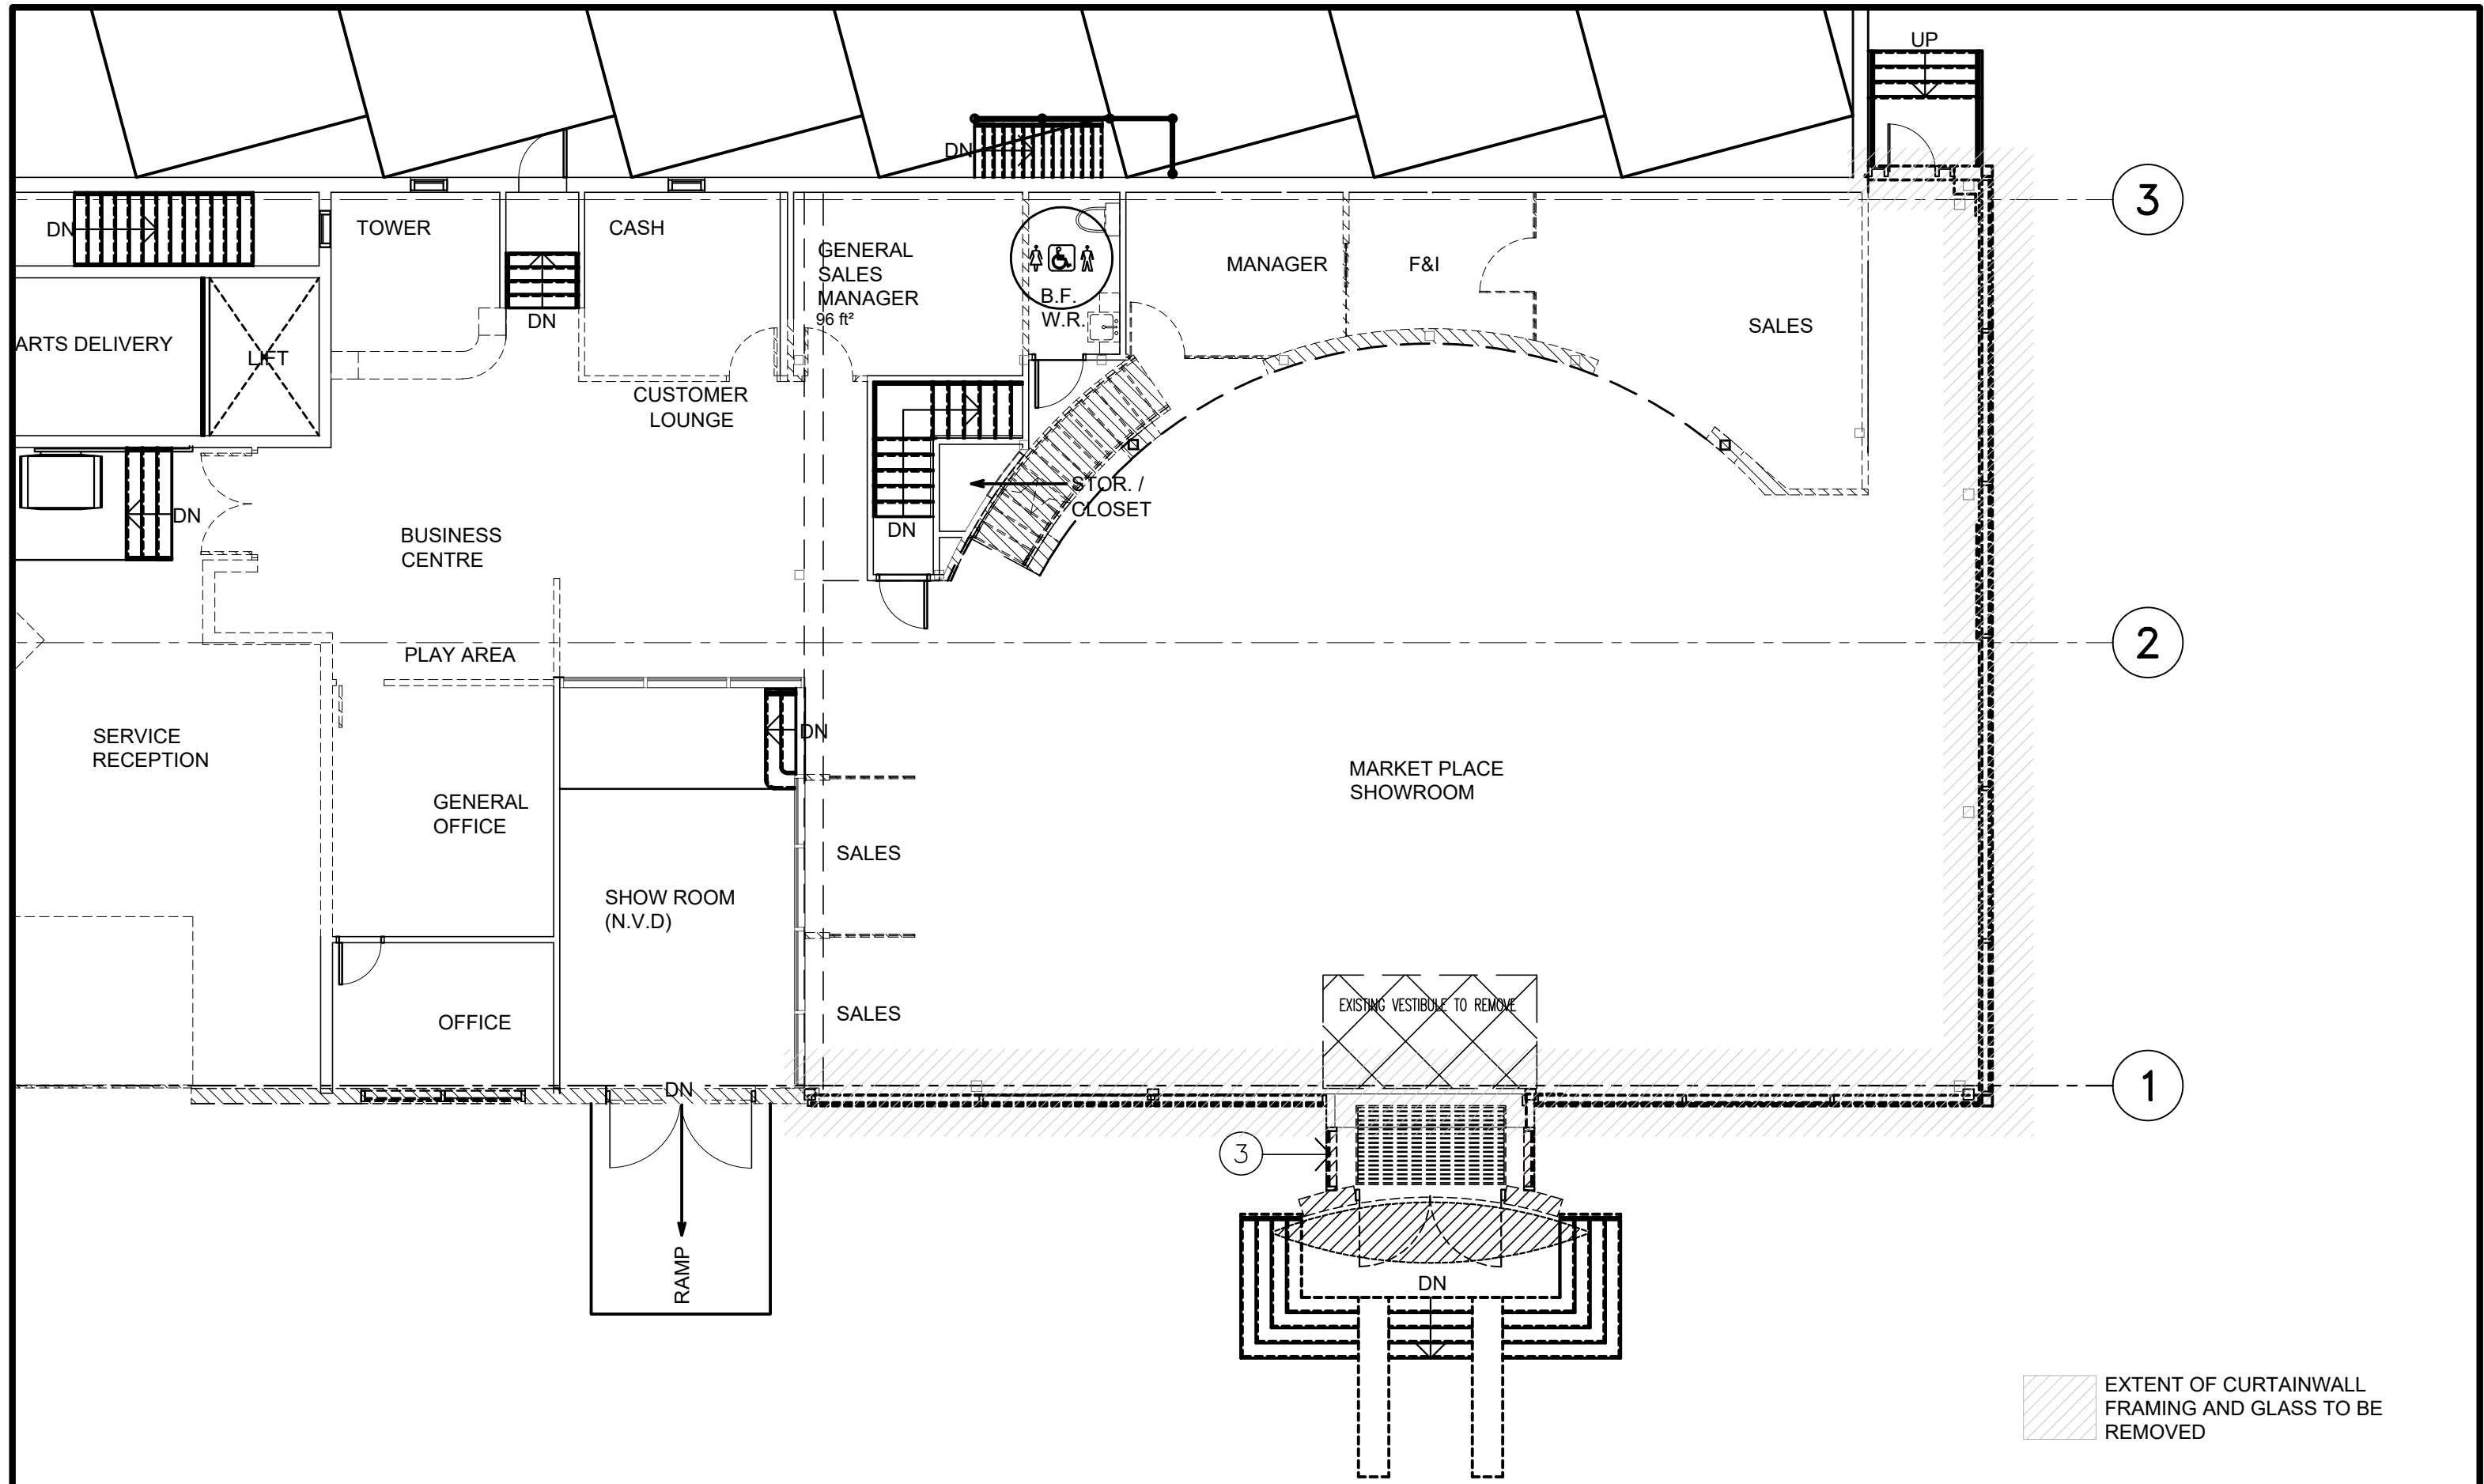 UP
DN
3
DN
TOWER
CASH
GENERAL
SALES
MANAGER
96 ft²
B.F.
W.R.
MANAGER
F&I
SALES
DN
ARTS DELIVERY
LIFT
CUSTOMER
LOUNGE
STOR. /
CLOSET
DN
DN
BUSINESS
CENTRE
2
PLAY AREA
SERVICE
RECEPTION
DN
MARKET PLACE
SHOWROOM
GENERAL
OFFICE
SALES
SHOW ROOM
(N.V.D)
EXISTING VESTIBULE TO REMOVE
SALES
OFFICE
DN
1
3
RAMP
DN
EXTENT OF CURTAINWALL
FRAMING AND GLASS TO BE
REMOVED